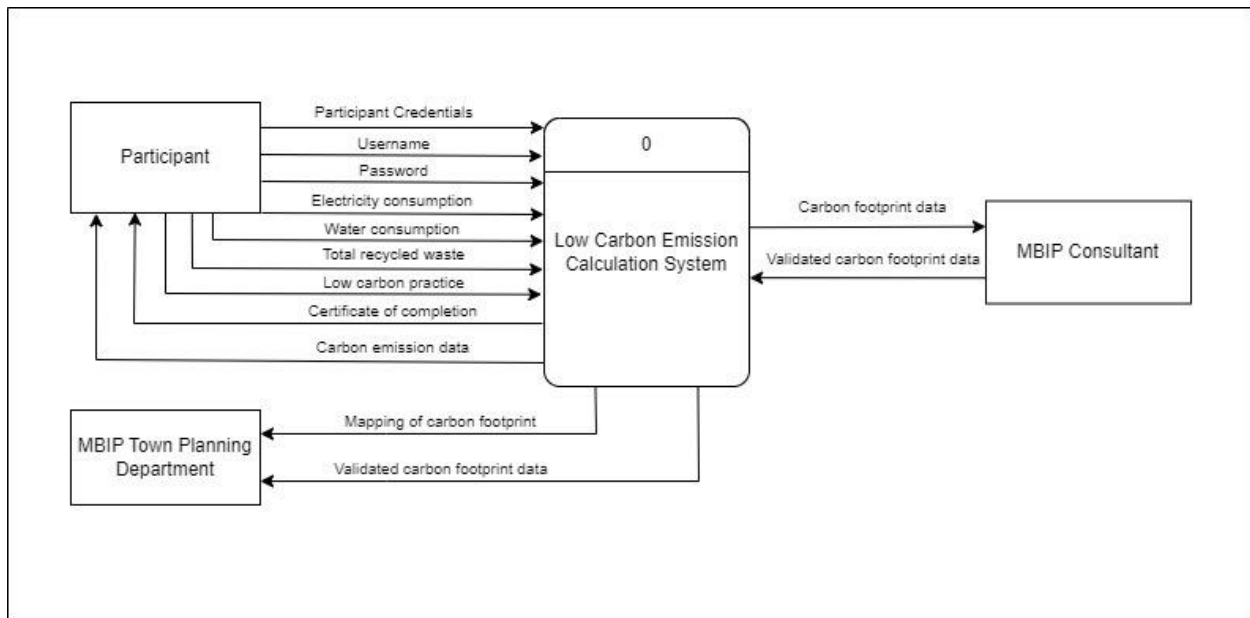 Participant
Participant Credentials
Username
Password
Electricity consumption
Water consumption
Total recycled waste
Low carbon practice
Certificate of completion
Carbon emission data
0
Low Carbon Emission
Calculation System
Carbon footprint data
Validated carbon footprint data
MBIP Consultant
MBIP Town Planning
Department
Mapping of carbon footprint
Validated carbon footprint data